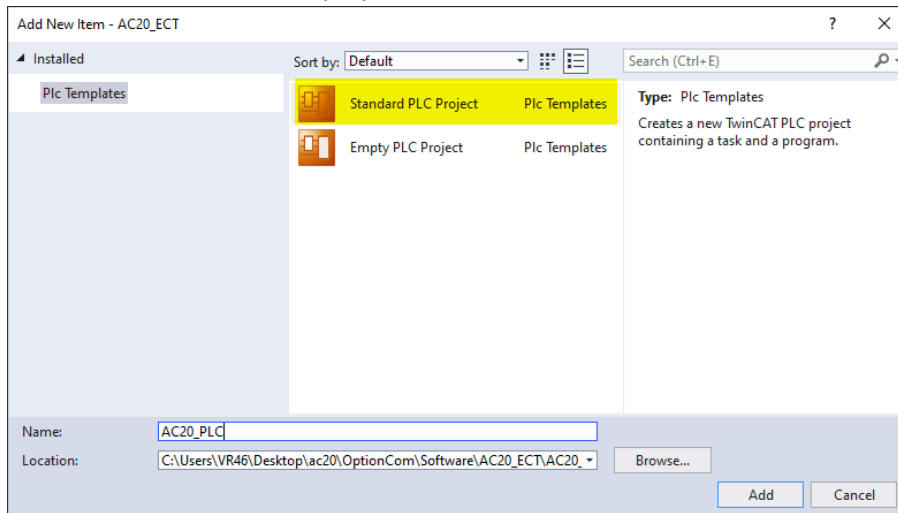 Add New Item - AC20_ECT ? X
Installed
Plc Templates
Sort by: Default
Search (Ctrl+E)
Standard PLC Project Plc Templates
Empty PLC Project Plc Templates
Type: Plc Templates
Creates a new TwinCAT PLC project
containing a task and a program.
Name: AC20_PLC
Location: C:\Users\VR46\Desktop\ac20\OptionCom\Software\AC20_ECT\AC20_
Browse...
Add Cancel